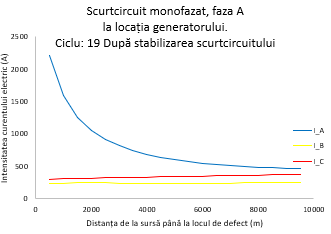 Scurtcircuit monofazat, faza A
la locația generatorului.
Ciclu: 19 După stabilizarea scurtcircuitului
Intensitatea curentului electric (A)
2500
2000
1500
1000
500
0
0 2000 4000 6000 8000 10000
Distanța de la sursă până la locul de defect (m)
I_A
I_B
I_C